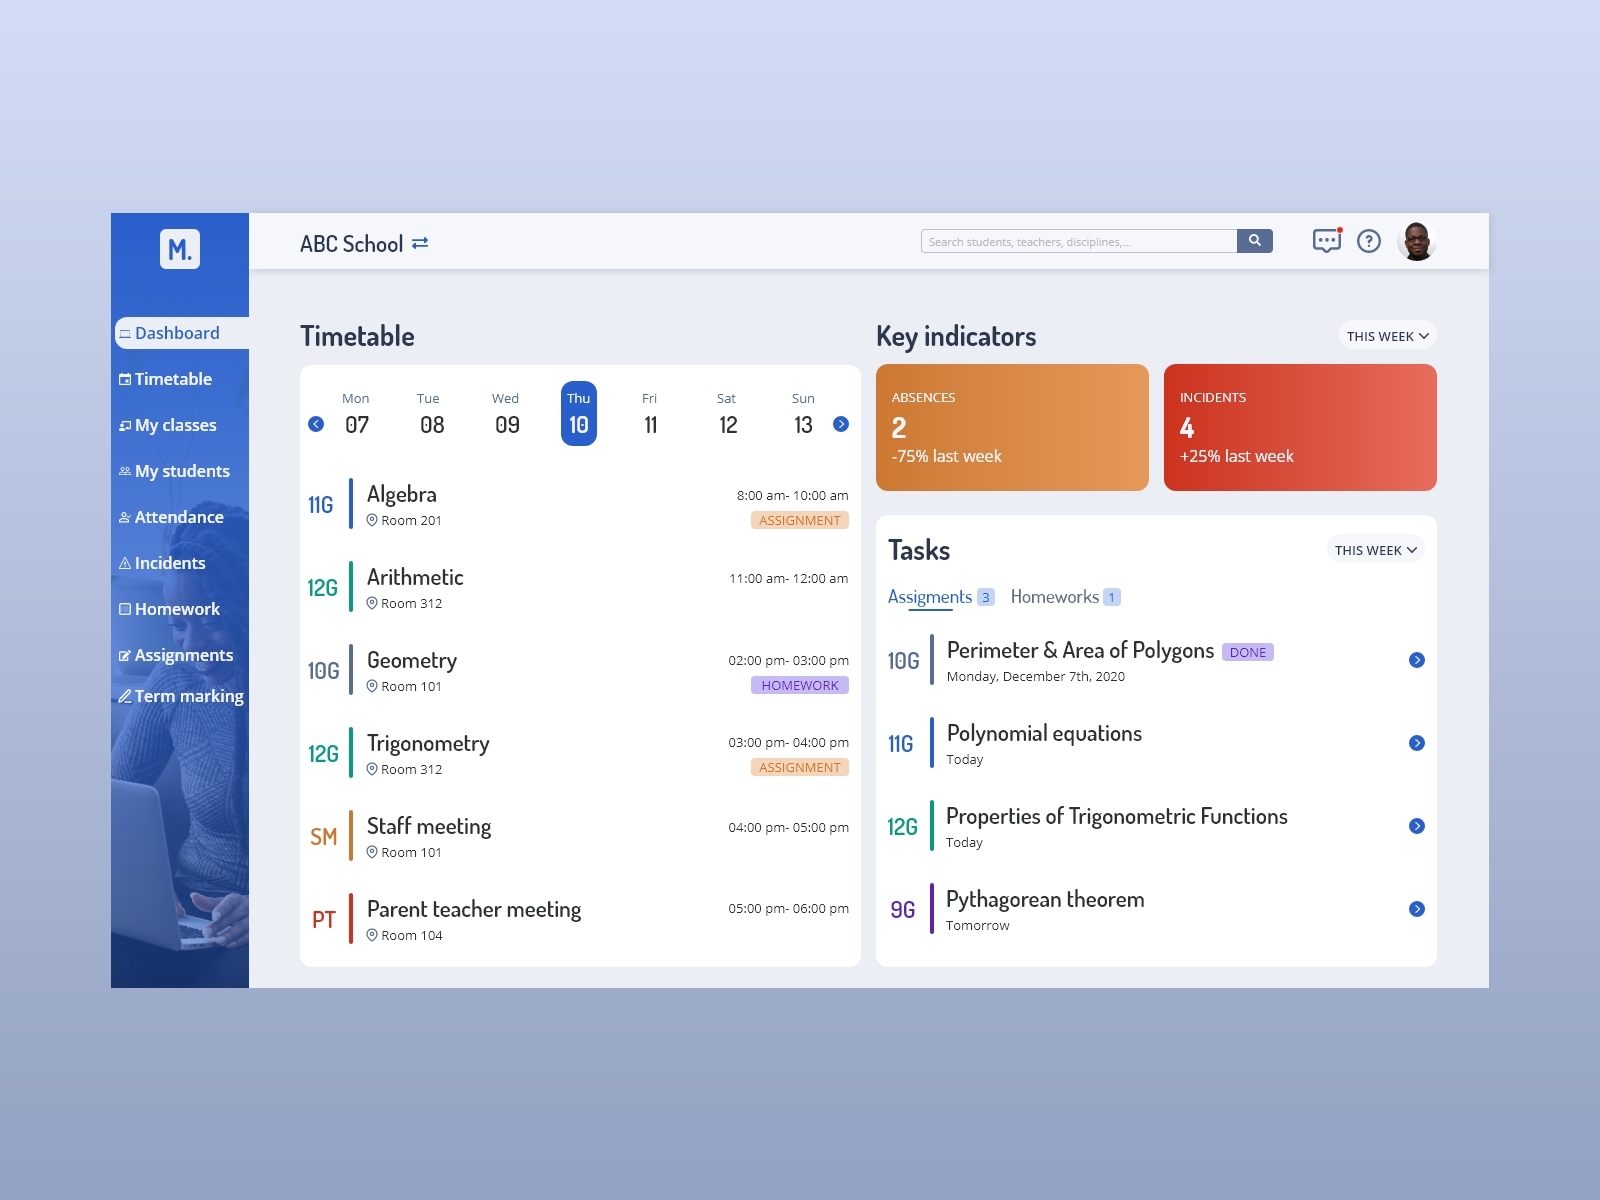 M.
ABC School
Search students, teachers, disciplines,...
Dashboard
Timetable
My classes
My students
Attendance
Incidents
Homework
Assignments
Term marking
Timetable
Mon Tue Wed Thu Fri Sat Sun
07 08 09 10 11 12 13
11G
Algebra
Room 201
8:00 am- 10:00 am
ASSIGNMENT
12G
Arithmetic
Room 312
11:00 am- 12:00 am
10G
Geometry
Room 101
02:00 pm- 03:00 pm
HOMEWORK
12G
Trigonometry
Room 312
03:00 pm- 04:00 pm
ASSIGNMENT
SM
Staff meeting
Room 101
04:00 pm- 05:00 pm
PT
Parent teacher meeting
Room 104
05:00 pm- 06:00 pm
Key indicators
THIS WEEK
ABSENCES
2
-75% last week
INCIDENTS
4
+25% last week
Tasks
THIS WEEK
Assigments 3 Homeworks 1
10G
Perimeter & Area of Polygons DONE
Monday, December 7th, 2020
11G
Polynomial equations
Today
12G
Properties of Trigonometric Functions
Today
9G
Pythagorean theorem
Tomorrow